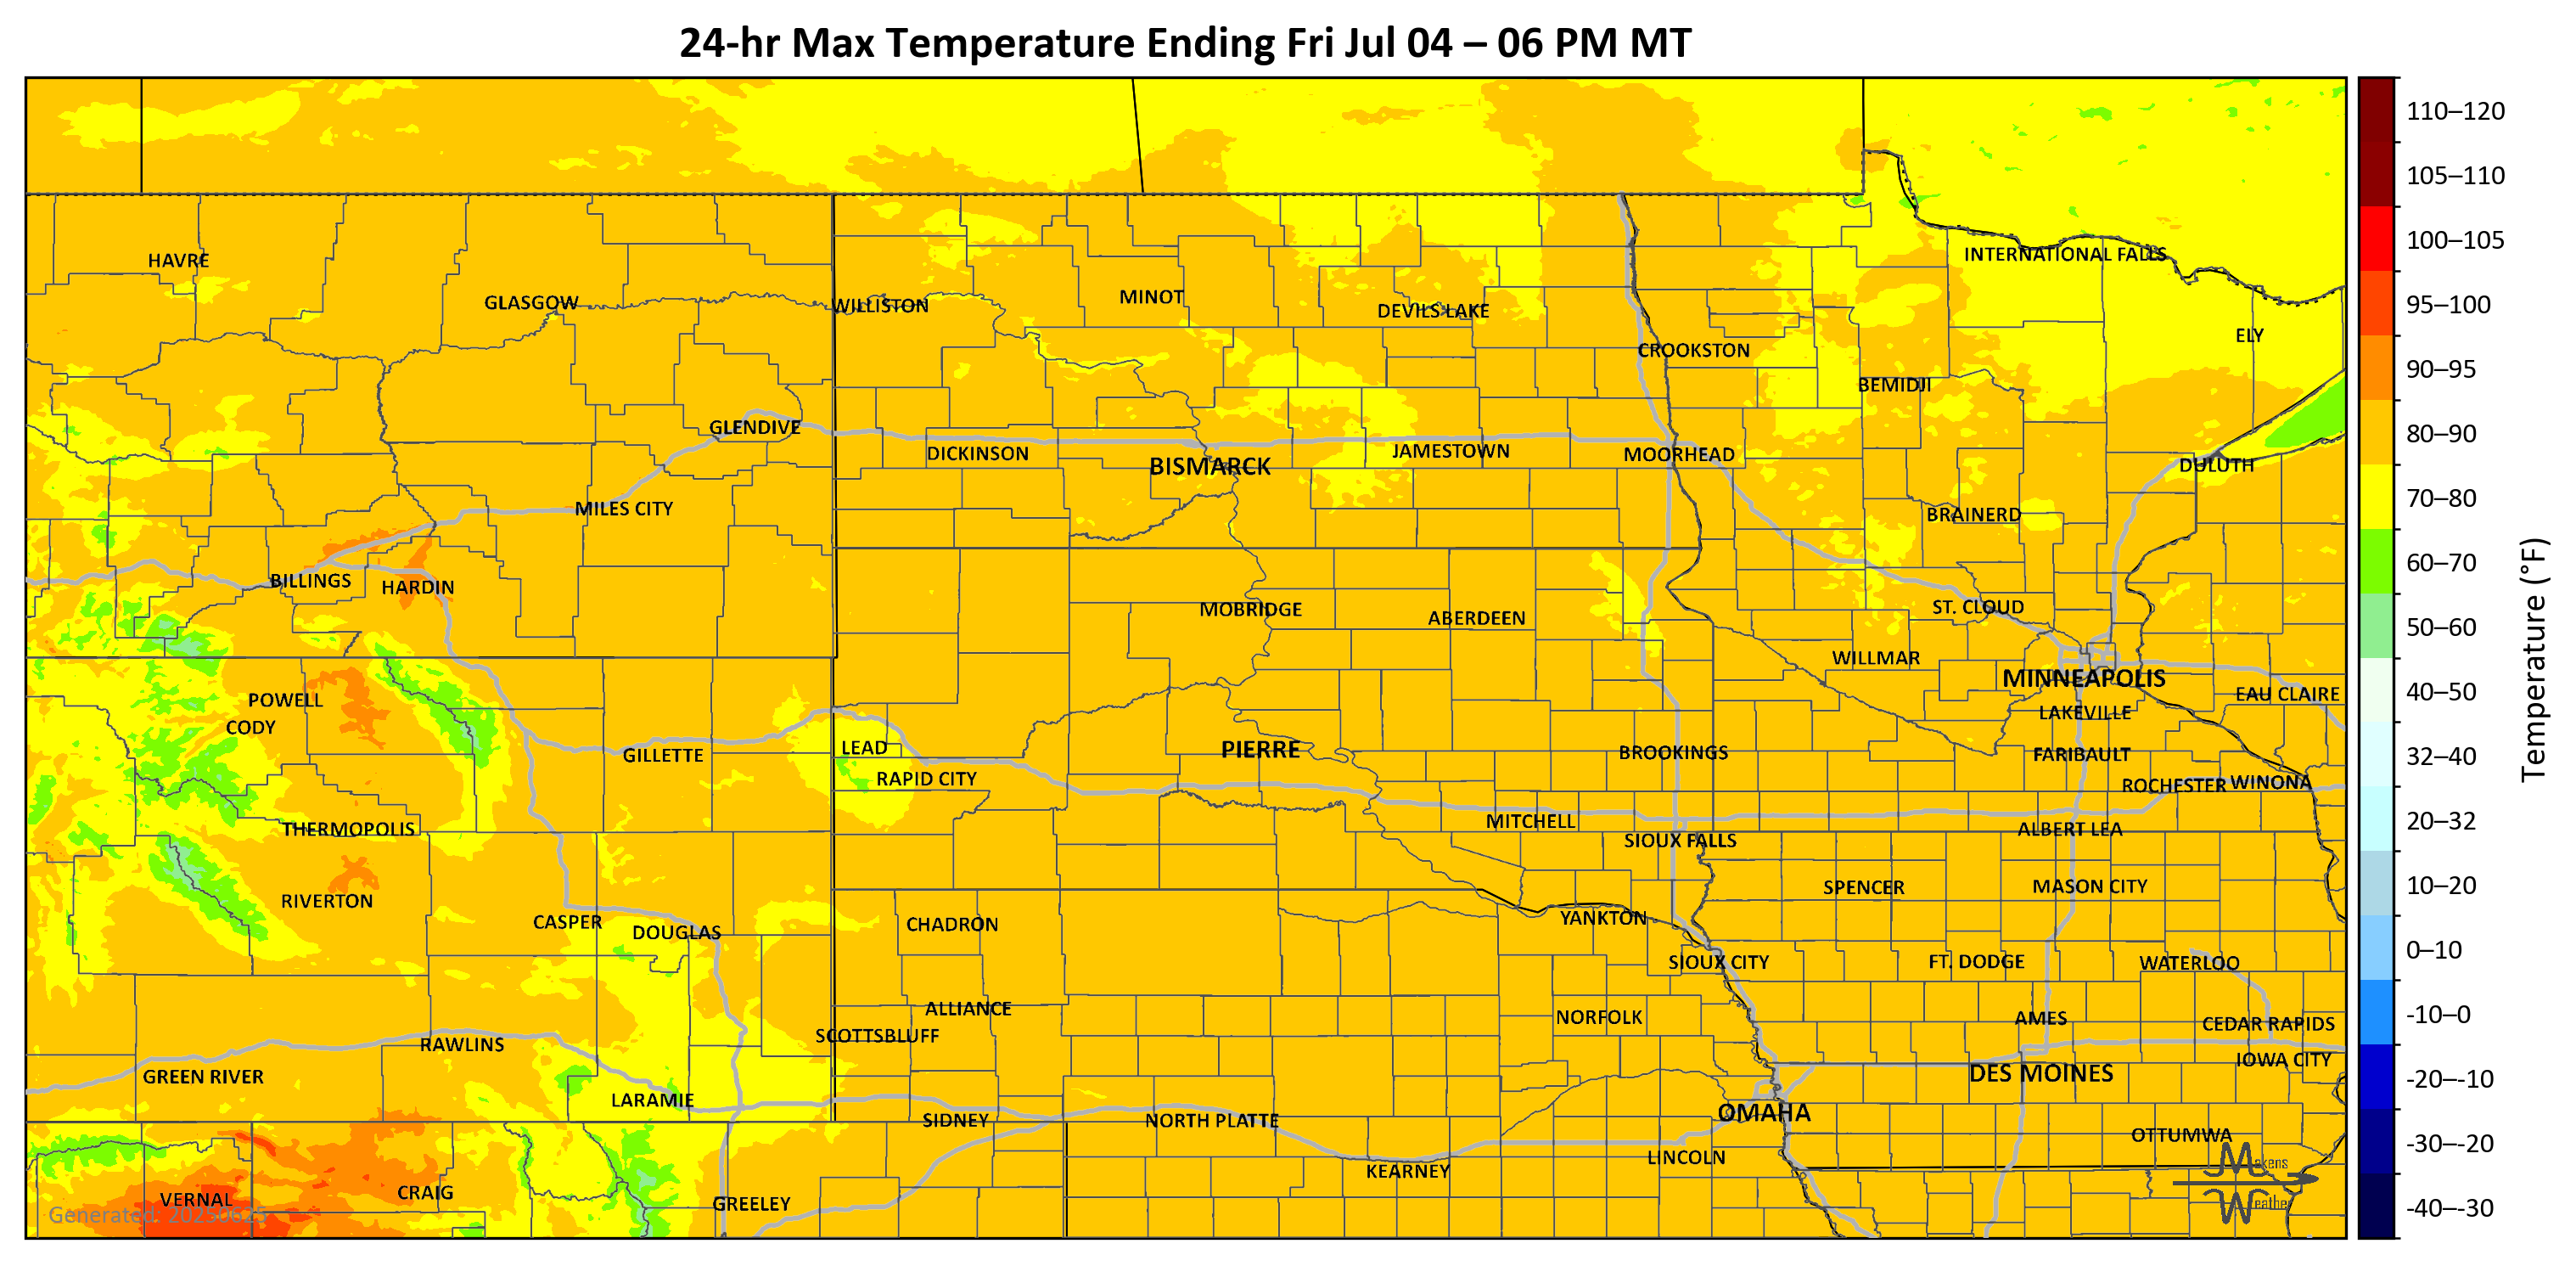 24-hr Max Temperature Ending Fri Jul 04 – 06 PM MT
110–120
105–110
100–105
95–100
90–95
80–90
70–80
60–70
50–60
40–50
32–40
20–32
10–20
0–10
-10–0
-20–-10
-30–-20
-40–-30
Temperature (°F)
HAVRE
INTERNATIONAL FALLS
GLASGOW
WILLISTON
MINOT
DEVILS LAKE
ELY
CROOKSTON
BEMIDJI
GLENDIVE
DICKINSON
BISMARCK
JAMESTOWN
MOORHEAD
DULUTH
MILES CITY
BRAINERD
BILLINGS
HARDIN
MOBRIDGE
ABERDEEN
ST. CLOUD
WILLMAR
MINNEAPOLIS
EAU CLAIRE
POWELL
LAKEVILLE
CODY
GILLETTE
LEAD
PIERRE
BROOKINGS
FARIBAULT
RAPID CITY
ROCHESTER
WINONA
THERMOPOLIS
MITCHELL
SIOUX FALLS
ALBERT LEA
RIVERTON
SPENCER
MASON CITY
CASPER
DOUGLAS
CHADRON
YANKTON
SIOUX CITY
FT. DODGE
WATERLOO
ALLIANCE
NORFOLK
AMES
CEDAR RAPIDS
SCOTTSBLUFF
RAWLINS
IOWA CITY
GREEN RIVER
DES MOINES
LARAMIE
SIDNEY
NORTH PLATTE
OMAHA
OTTUMWA
LINCOLN
KEARNEY
VERNAL
CRAIG
GREELEY
Generated: 20250625
Makens
Weather